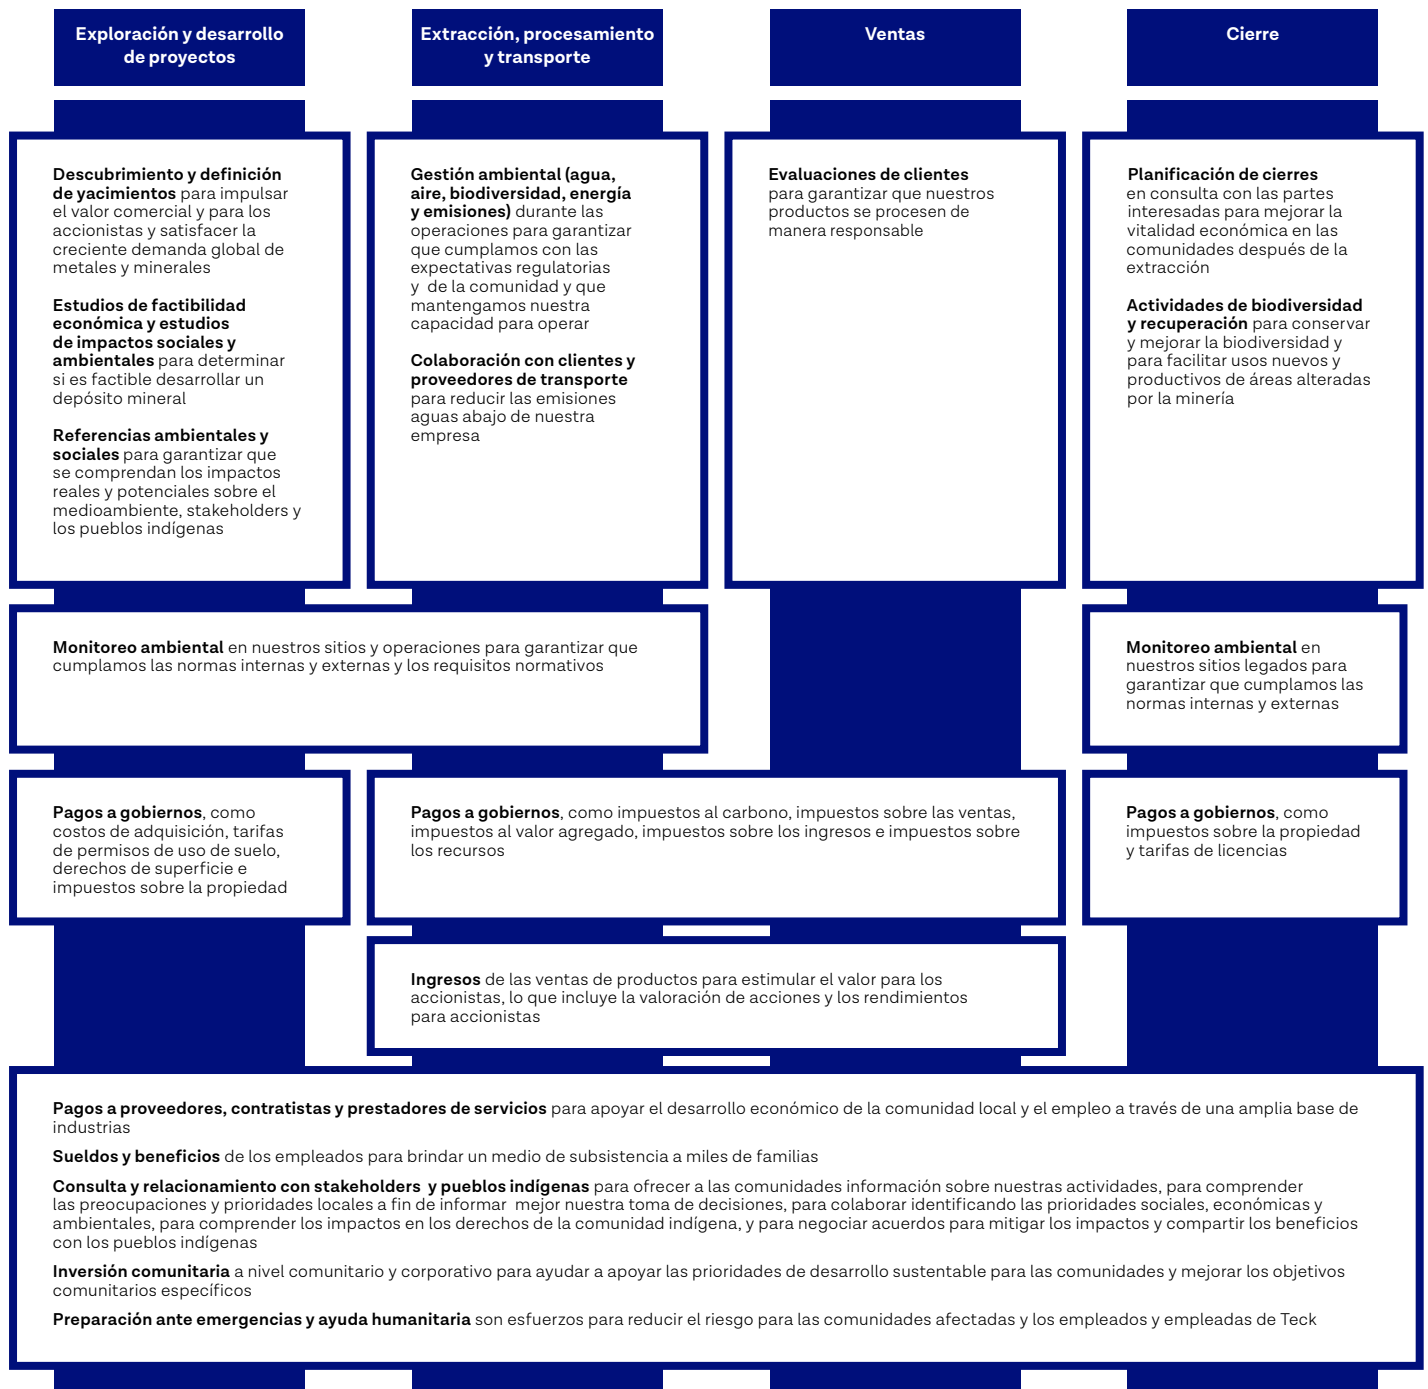 Exploración y desarrollo
de proyectos
Extracción, procesamiento
y transporte
Ventas
Cierre
Descubrimiento y definición
de yacimientos para impulsar
el valor comercial y para los
accionistas y satisfacer la
creciente demanda global de
metales y minerales
Estudios de factibilidad
económica y estudios
de impactos sociales y
ambientales para determinar
si es factible desarrollar un
depósito mineral
Referencias ambientales y
sociales para garantizar que
se comprendan los impactos
reales y potenciales sobre el
medioambiente, stakeholders y
los pueblos indígenas
Gestión ambiental (agua,
aire, biodiversidad, energía
y emisiones) durante las
operaciones para garantizar
que cumplamos con las
expectativas regulatorias
y de la comunidad y que
mantengamos nuestra
capacidad para operar
Colaboración con clientes y
proveedores de transporte
para reducir las emisiones
aguas abajo de nuestra
empresa
Evaluaciones de clientes
para garantizar que nuestros
productos se procesen de
manera responsable
Planificación de cierres
en consulta con las partes
interesadas para mejorar la
vitalidad económica en las
comunidades después de la
extracción
Actividades de biodiversidad
y recuperación para conservar
y mejorar la biodiversidad y
para facilitar usos nuevos y
productivos de áreas alteradas
por la minería
Monitoreo ambiental en nuestros sitios y operaciones para garantizar que
cumplamos las normas internas y externas y los requisitos normativos
Monitoreo ambiental en
nuestros sitios legados para
garantizar que cumplamos las
normas internas y externas
Pagos a gobiernos, como
costos de adquisición, tarifas
de permisos de uso de suelo,
derechos de superficie e
impuestos sobre la propiedad
Pagos a gobiernos, como impuestos al carbono, impuestos sobre las ventas,
impuestos al valor agregado, impuestos sobre los ingresos e impuestos sobre
los recursos
Pagos a gobiernos, como
impuestos sobre la propiedad
y tarifas de licencias
Ingresos de las ventas de productos para estimular el valor para los
accionistas, lo que incluye la valoración de acciones y los rendimientos
para accionistas
Pagos a proveedores, contratistas y prestadores de servicios para apoyar el desarrollo económico de la comunidad local y el empleo a través de una amplia base de
industrias
Sueldos y beneficios de los empleados para brindar un medio de subsistencia a miles de familias
Consulta y relacionamiento con stakeholders y pueblos indígenas para ofrecer a las comunidades información sobre nuestras actividades, para comprender
las preocupaciones y prioridades locales a fin de informar mejor nuestra toma de decisiones, para colaborar identificando las prioridades sociales, económicas y
ambientales, para comprender los impactos en los derechos de la comunidad indígena, y para negociar acuerdos para mitigar los impactos y compartir los beneficios
con los pueblos indígenas
Inversión comunitaria a nivel comunitario y corporativo para ayudar a apoyar las prioridades de desarrollo sustentable para las comunidades y mejorar los objetivos
comunitarios específicos
Preparación ante emergencias y ayuda humanitaria son esfuerzos para reducir el riesgo para las comunidades afectadas y los empleados y empleadas de Teck